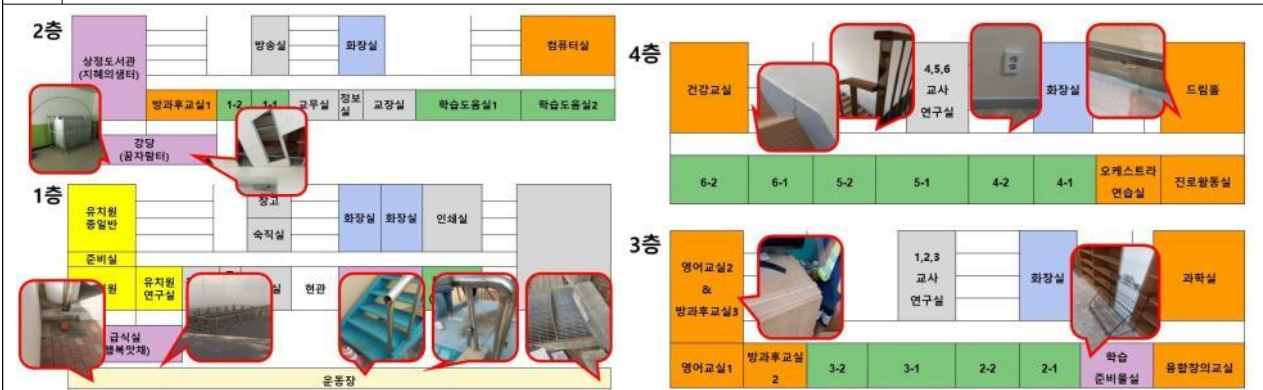 2층
상정도서관
(지혜의샘터)
방송실
화장실
컴퓨터실
방과후교실1
1-2
1-1
교무실
정보
실
교장실
학습도움실1
학습도움실2
강당
(꿈자람터)
1층
유치원
종일반
창고
숙직실
화장실
화장실
인쇄실
준비실
유치원
연구실
현관
급식실
운동장
4층
건강교실
4,5,6
교사
연구실
화장실
드림홀
6-2
6-1
5-2
5-1
4-2
4-1
오케스트라
연습실
진로활동실
3층
영어교실2
&
방과후교실3
1,2,3
교사
연구실
화장실
과학실
영어교실1
방과후교실
2
3-2
3-1
2-2
2-1
학습
준비물실
융합창의교실